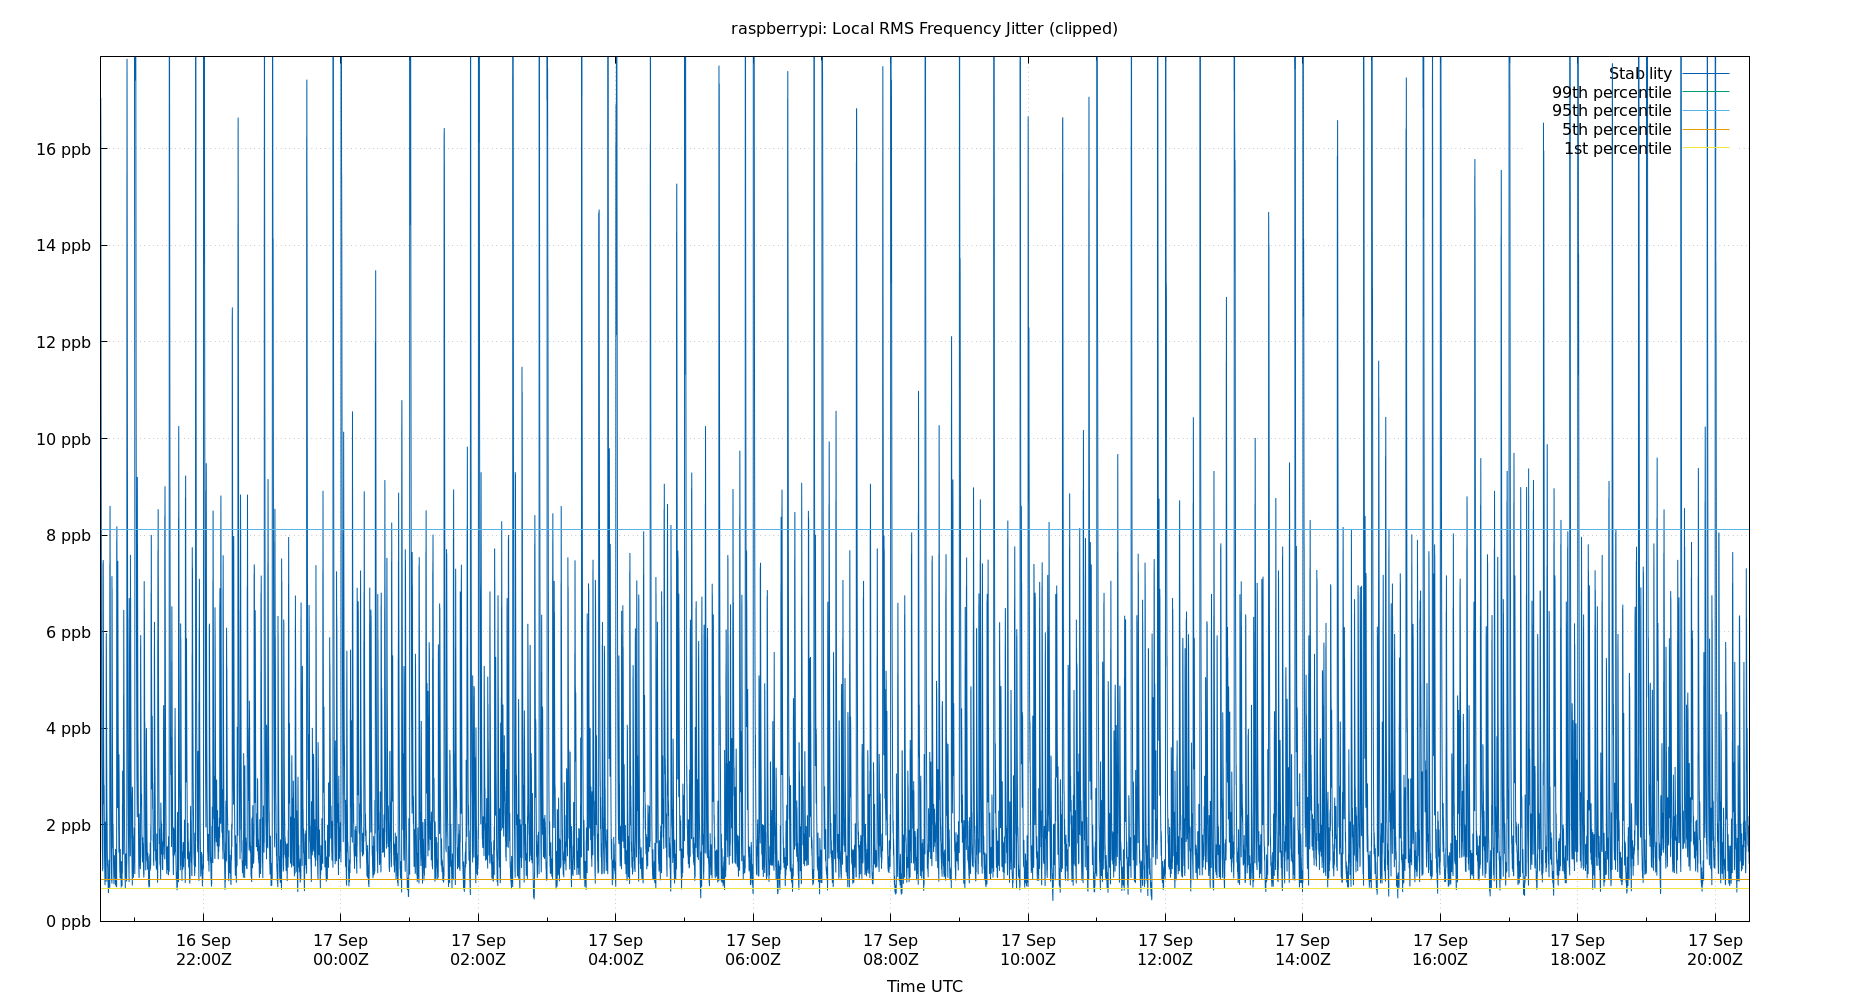 raspberrypi: Local RMS Frequency Jitter (clipped)
Stability
99th percentile
95th percentile
5th percentile
1st percentile
16 ppb
14 ppb
12 ppb
10 ppb
8 ppb
6 ppb
4 ppb
2 ppb
0 ppb
16 Sep 17 Sep 17 Sep 17 Sep 17 Sep 17 Sep 17 Sep 17 Sep 17 Sep 17 Sep 17 Sep 17 Sep
22:00Z 00:00Z 02:00Z 04:00Z 06:00Z 08:00Z 10:00Z 12:00Z 14:00Z 16:00Z 18:00Z 20:00Z
Time UTC